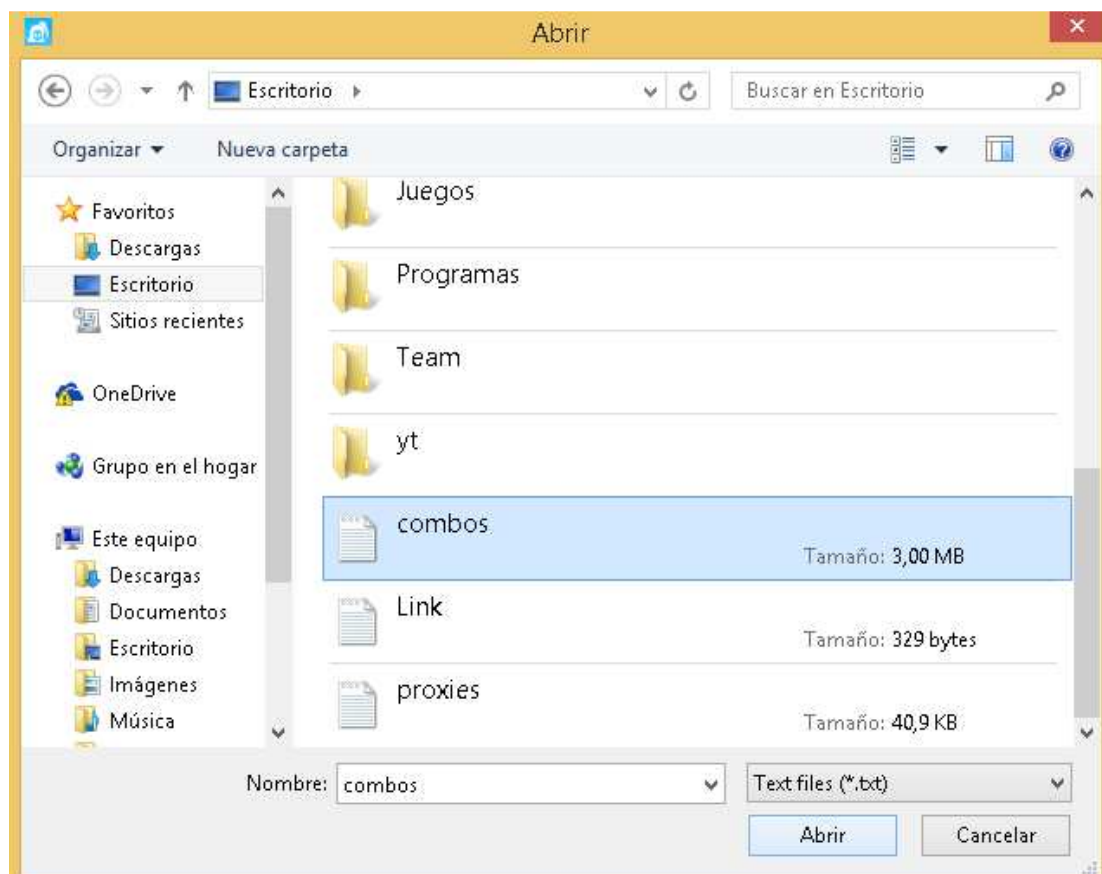 Abrir
Escritorio
Buscar en Escritorio
Organizar
Nueva carpeta
Favoritos
Descargas
Escritorio
Sitios recientes
OneDrive
Grupo en el hogar
Este equipo
Descargas
Documentos
Escritorio
Imágenes
Música
Juegos
Programas
Team
yt
combos
Tamaño: 3,00 MB
Link
Tamaño: 329 bytes
proxies
Tamaño: 40,9 KB
Nombre: combos
Text files (*.txt)
Abrir
Cancelar